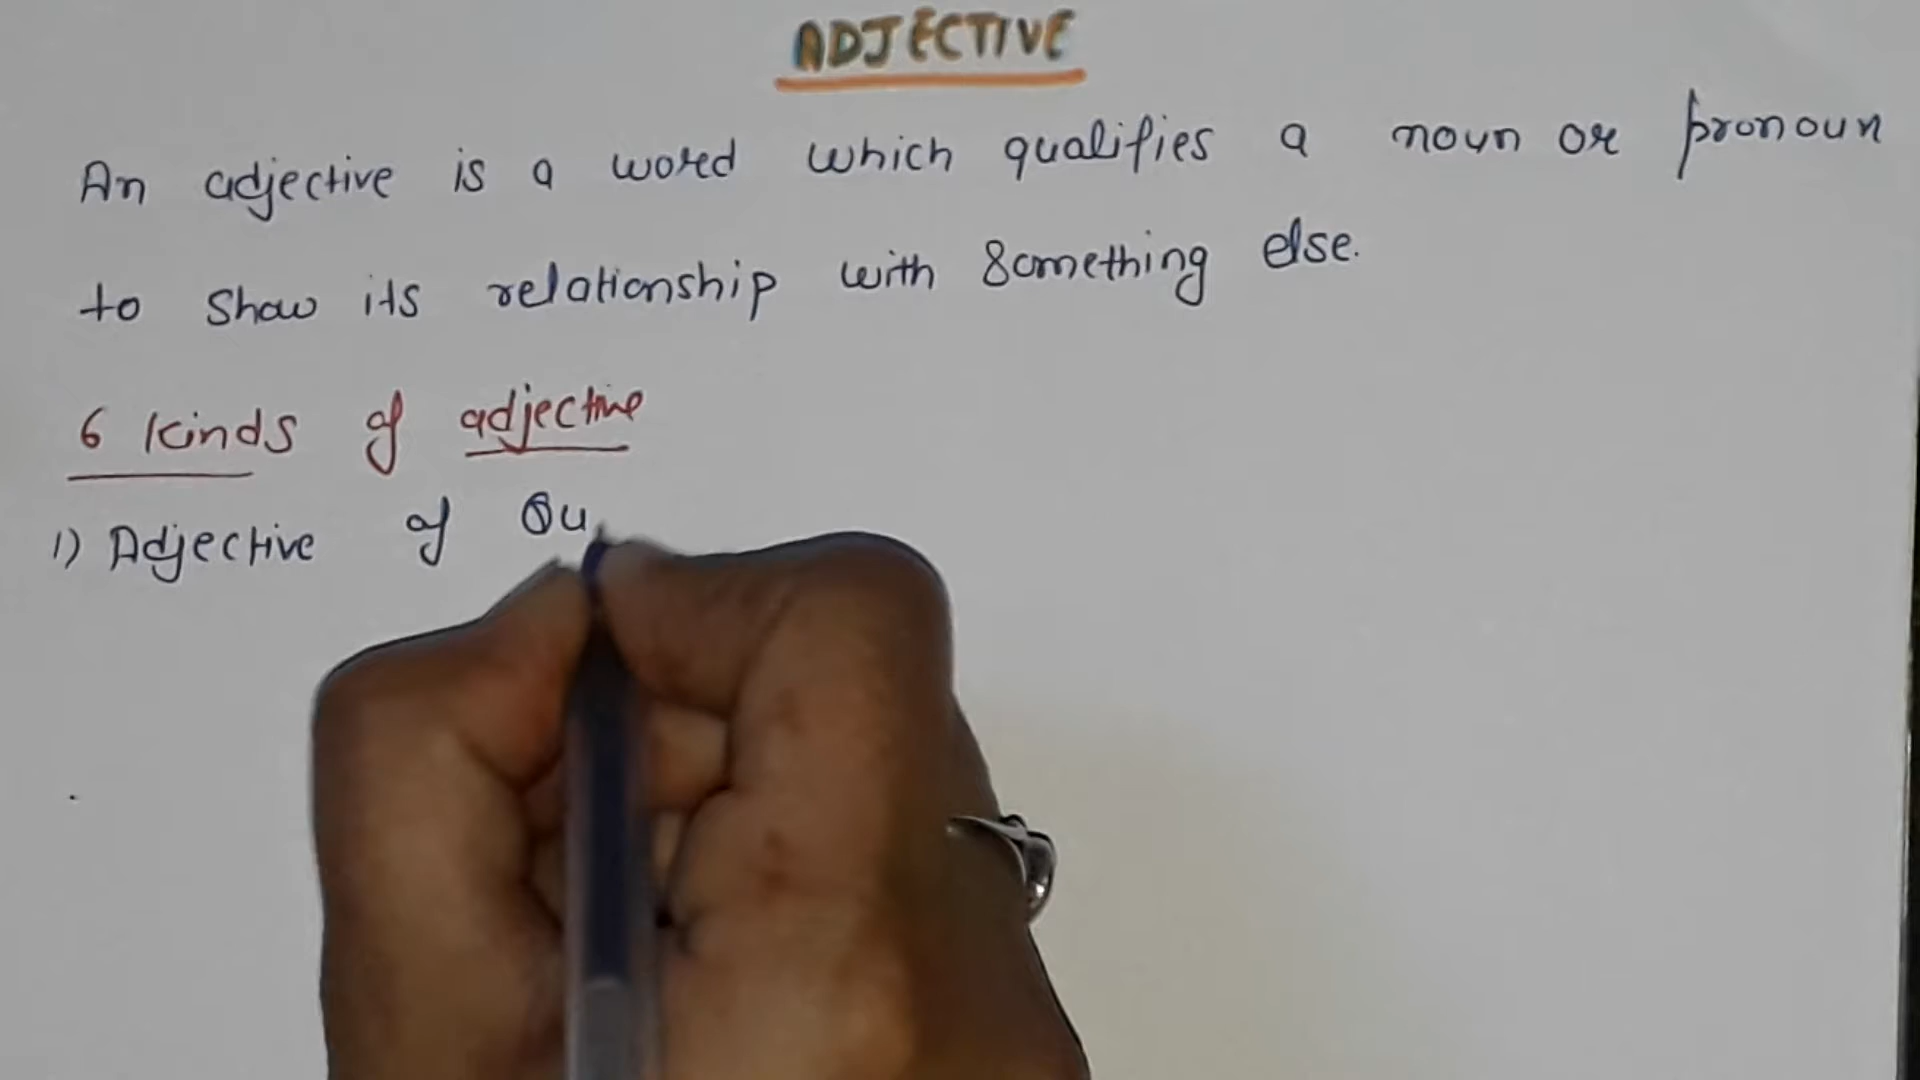 ADJECTIVE
An adjective is a word which qualifies a noun or pronoun
to show its relationship with something else.
6 kinds of adjective
1) Adjective of Qu